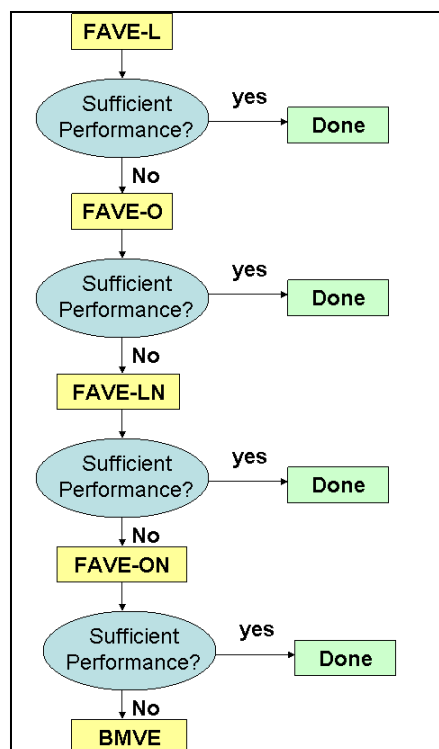 FAVE-L
Sufficient
Performance?
yes
Done
No
FAVE-O
Sufficient
Performance?
yes
Done
No
FAVE-LN
Sufficient
Performance?
yes
Done
No
FAVE-ON
Sufficient
Performance?
yes
Done
No
BMVE